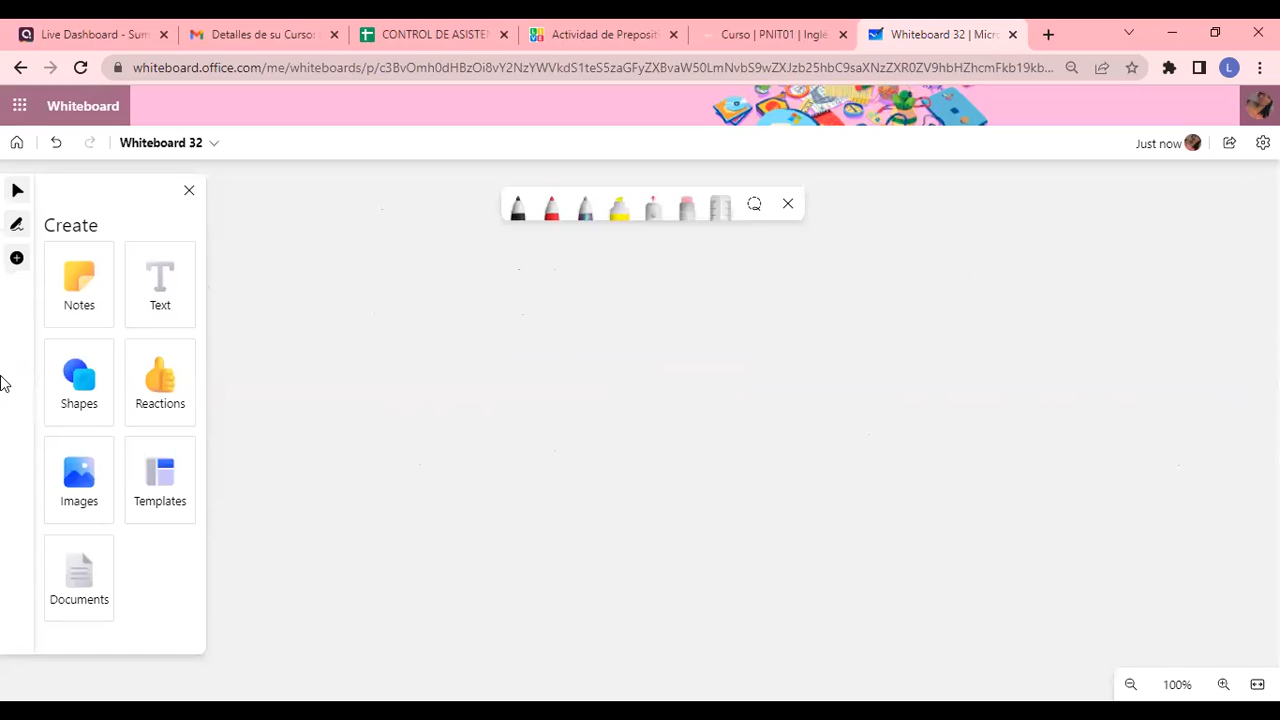 Live Dashboard - Sum
Detalles de su Curso:
CONTROL DE ASISTE
Actividad de Preposit
Curso | PNIT01 | Inglé
Whiteboard 32 | Micr
whiteboard.office.com/me/whiteboards/p/c3BvOmh0dHBzOi8vY2NzYWVkdS1teS5zaGFyZXBvaW50LmNvbS9wZXJzb25hbC9saXNzZXR0ZV9hbHZhcmFkb19kb...
L
Whiteboard
Whiteboard 32
Just now
Create
Notes
Text
Shapes
Reactions
Images
Templates
Documents
100%